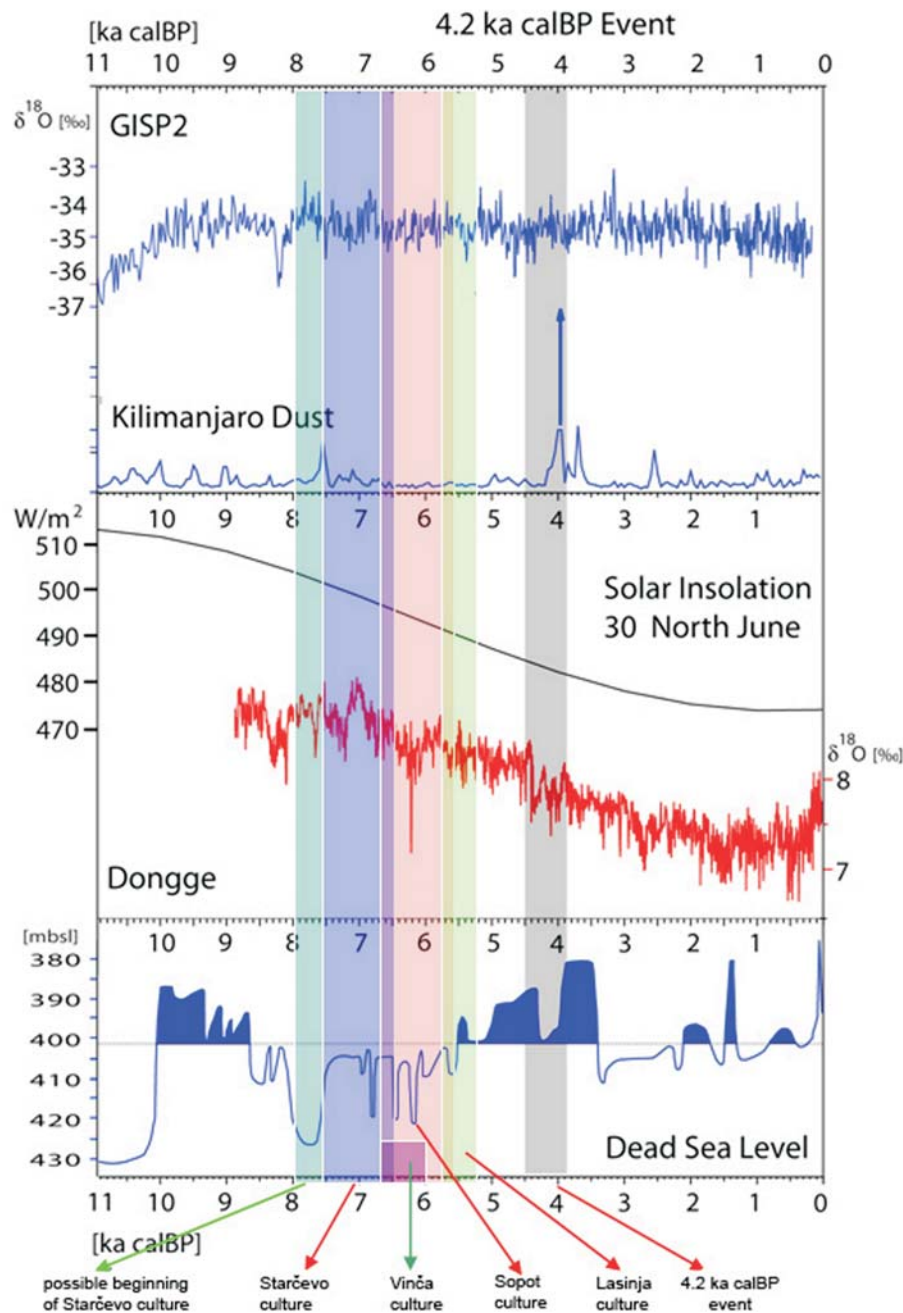 [ka calBP] 4.2 ka calBP Event
11 10 9 8 7 6 5 4 3 2 1 0
δ18O [‰]
GISP2
-33
-34
-35
-36
-37
Kilimanjaro Dust
W/m2 10 9 8 7 6 5 4 3 2 1
510
500
490
480
470
Solar Insolation
30 North June
δ18O [‰]
8
7
Dongge
[mbsl] 10 9 8 7 6 5 4 3 2 1
380
390
400
410
420
430
Dead Sea Level
11 10 9 8 7 6 5 4 3 2 1 0
[ka calBP]
possible beginning
of Starčevo culture
Starčevo
culture
Vinča
culture
Sopot
culture
Lasinja
culture
4.2 ka calBP
event